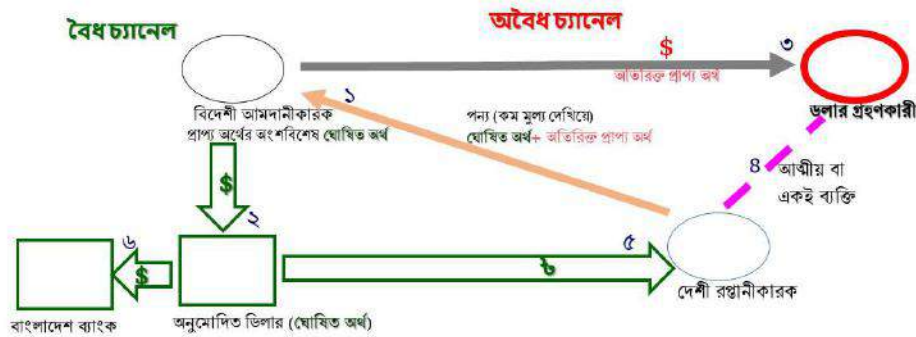 বৈধ চ্যানেল
অবৈধ চ্যানেল
$
৩
অতিরিক্ত প্রাপ্য অর্থ
ডলার গ্রহণকারী
১
বিদেশী আমদানীকারক
প্রাপ্য অর্থের অংশবিশেষ ঘোষিত অর্থ
পন্য (কম মুল্য দেখিয়ে)
ঘোষিত অর্থ+ অতিরিক্ত প্রাপ্য অর্থ
৪
আত্মীয় বা
একই ব্যক্তি
$
২
৬
$
৳
৫
দেশী রপ্তানীকারক
বাংলাদেশ ব্যাংক
অনুমোদিত ডিলার (ঘোষিত অর্থ)